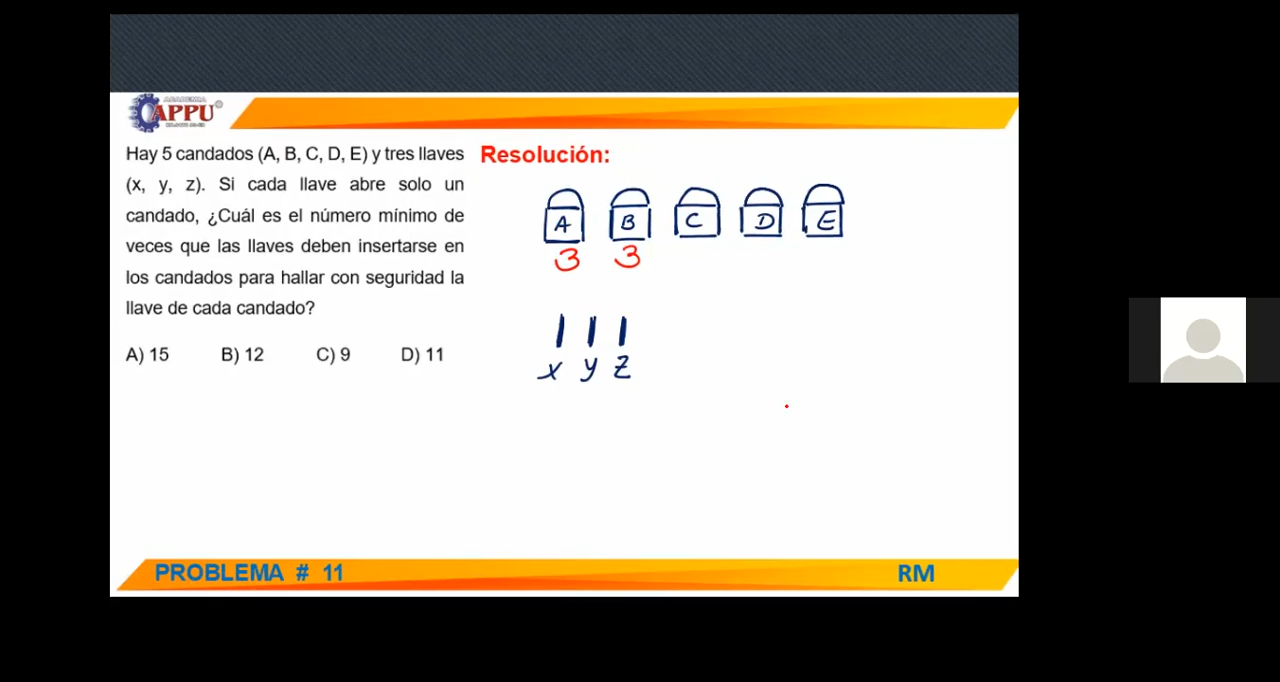 ACADEMIA
APPU
Hay 5 candados (A, B, C, D, E) y tres llaves
(x, y, z). Si cada llave abre solo un
candado, ¿Cuál es el número mínimo de
veces que las llaves deben insertarse en
los candados para hallar con seguridad la
llave de cada candado?
A) 15 B) 12 C) 9 D) 11
Resolución:
A B C D E
3 3
x y z
PROBLEMA # 11
RM